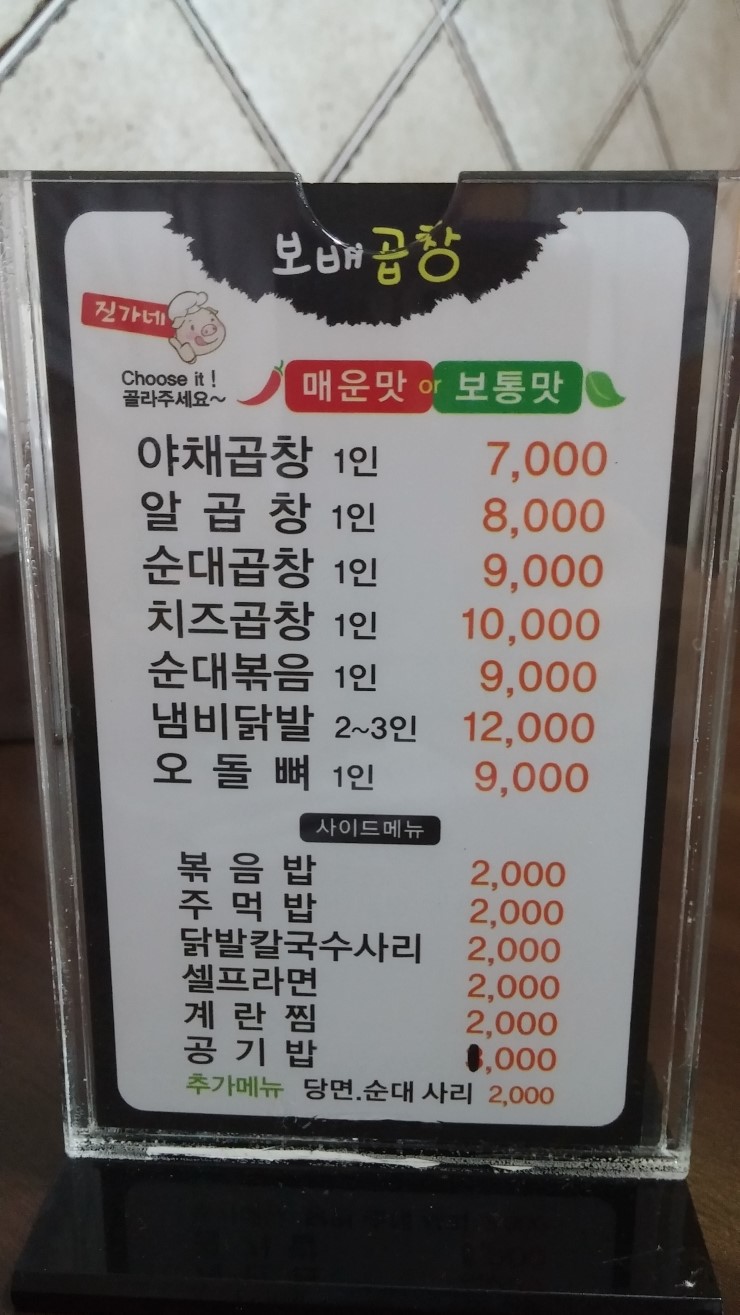 보배곱창
진가네
Choose it !
골라주세요~
매운맛 or 보통맛
야채곱창 1인 7,000
알 곱 창 1인 8,000
순대곱창 1인 9,000
치즈곱창 1인 10,000
순대볶음 1인 9,000
냄비닭발 2~3인 12,000
오 돌 뼈 1인 9,000
사이드메뉴
볶 음 밥 2,000
주 먹 밥 2,000
닭발칼국수사리 2,000
셀프라면 2,000
계 란 찜 2,000
공 기 밥 ,000
추가메뉴 당면.순대 사리 2,000